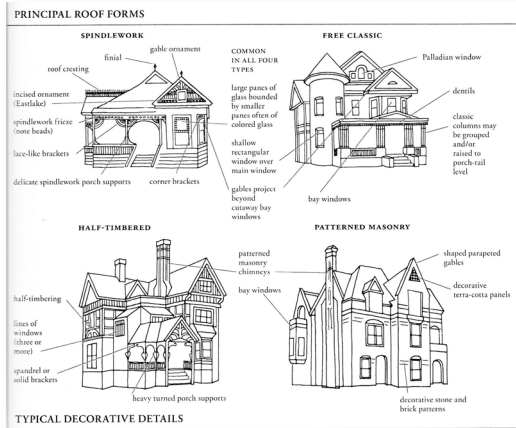 PRINCIPAL ROOF FORMS
SPINDLEWORK
finial
gable ornament
roof cresting
incised ornament
(Eastlake)
spindlework frieze
(note beads)
lace-like brackets
delicate spindlework porch supports
corner brackets
COMMON
IN ALL FOUR
TYPES
large panes of
glass bounded
by smaller
panes often of
colored glass
shallow
rectangular
window over
main window
gables project
beyond
cutaway bay
windows
FREE CLASSIC
Palladian window
dentils
classic
columns may
be grouped
and/or
raised to
porch-rail
level
bay windows
HALF-TIMBERED
half-timbering
lines of
windows
(three or
more)
spandrel or
solid brackets
heavy turned porch supports
patterned
masonry
chimneys
bay windows
PATTERNED MASONRY
shaped parapeted
gables
decorative
terra-cotta panels
decorative stone and
brick patterns
TYPICAL DECORATIVE DETAILS